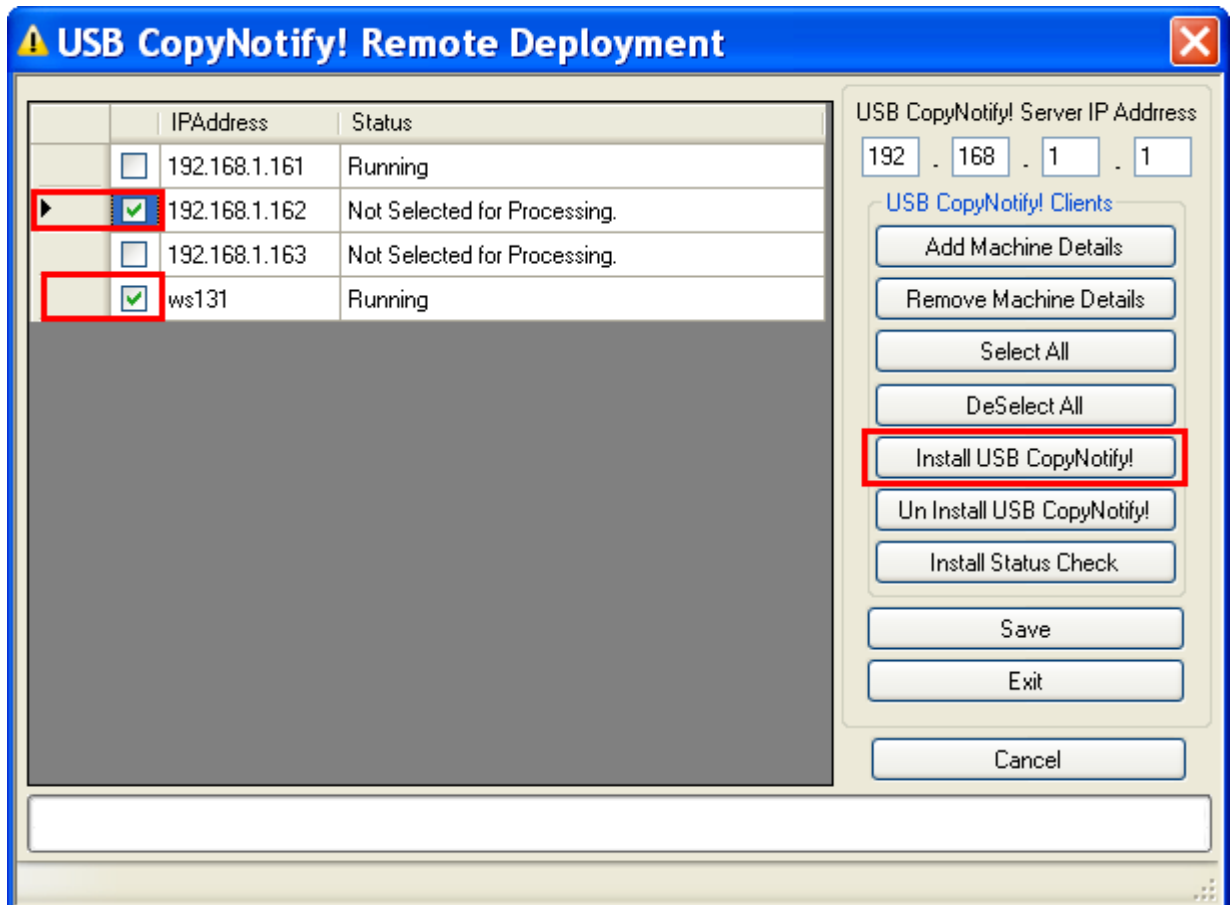 USB CopyNotify! Remote Deployment
IPAddress Status
192.168.1.161 Running
192.168.1.162 Not Selected for Processing.
192.168.1.163 Not Selected for Processing.
ws131 Running
USB CopyNotify! Server IP Addrress
192 . 168 . 1 . 1
USB CopyNotify! Clients
Add Machine Details
Remove Machine Details
Select All
DeSelect All
Install USB CopyNotify!
Un Install USB CopyNotify!
Install Status Check
Save
Exit
Cancel